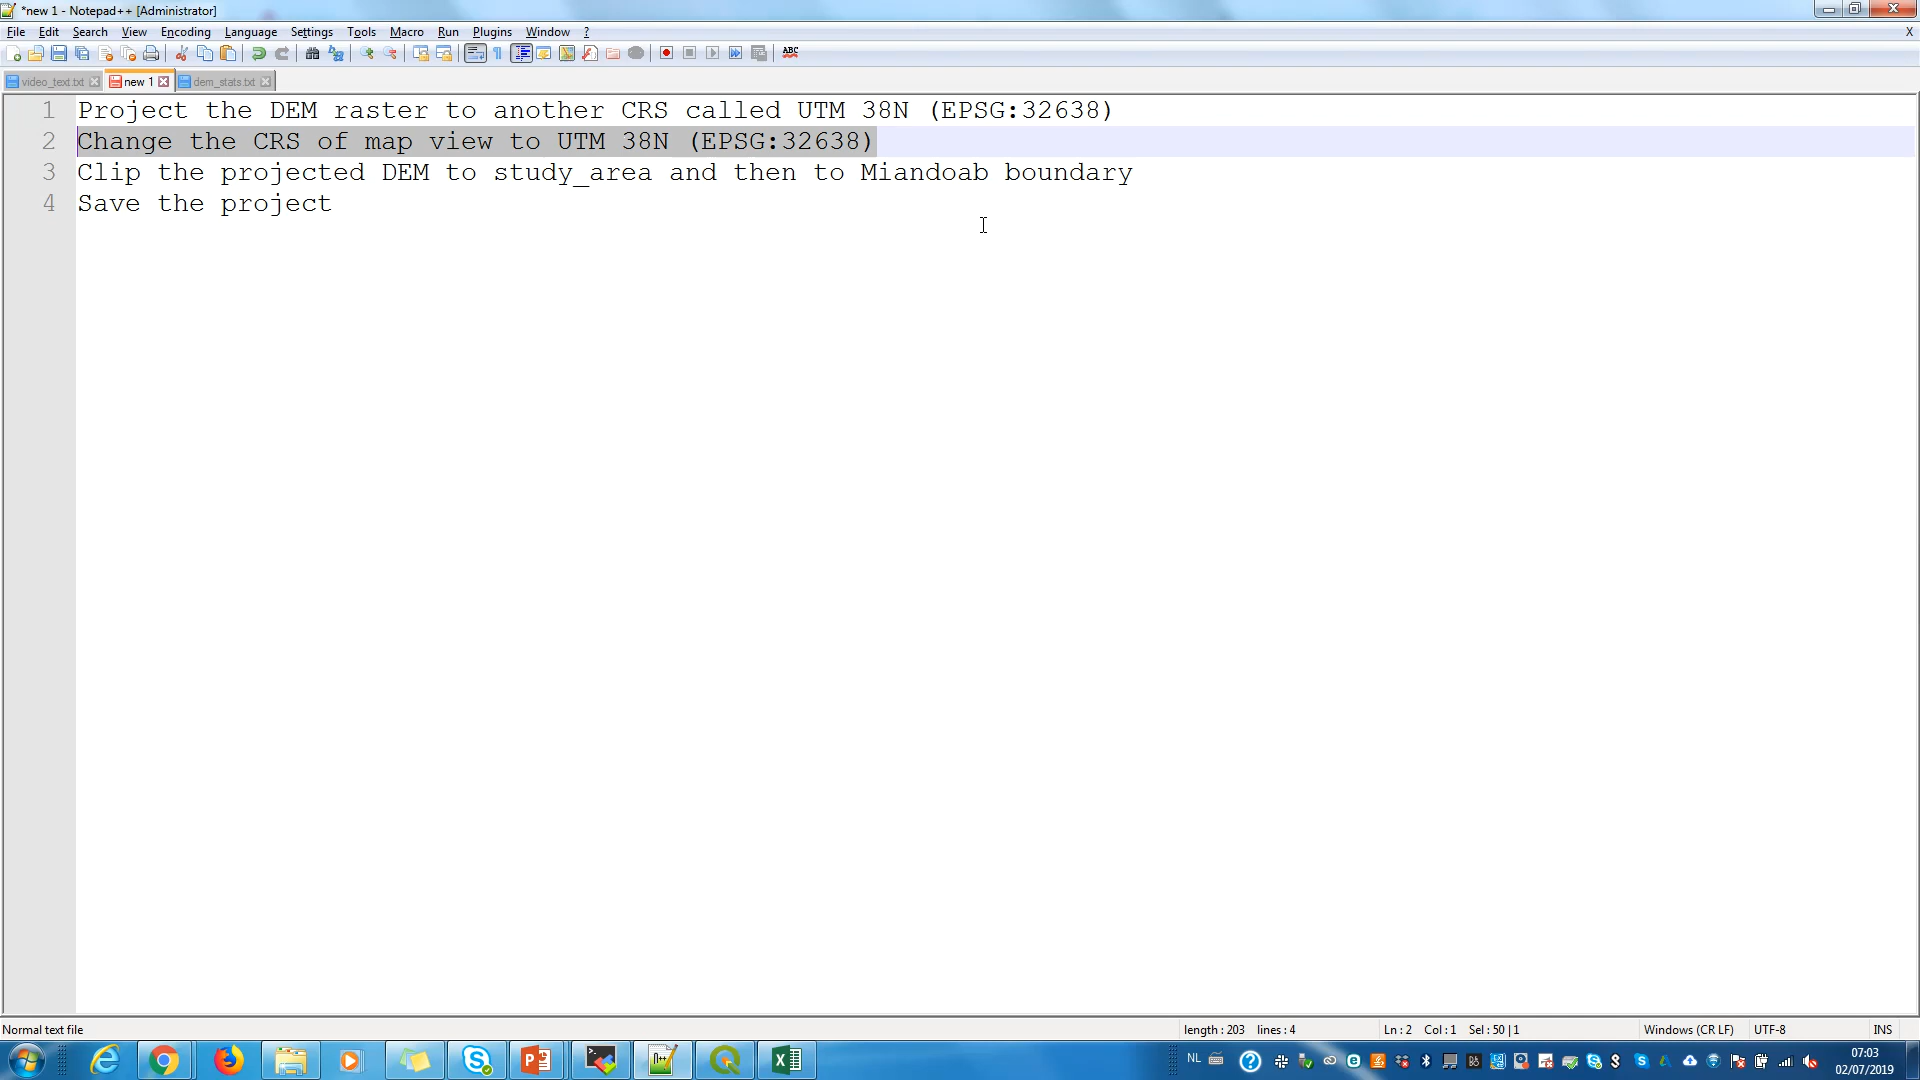 *new 1 - Notepad++ [Administrator]
File Edit Search View Encoding Language Settings Tools Macro Run Plugins Window ? X
ABC
video_text.txt new 1 dem_stats.txt
1 Project the DEM raster to another CRS called UTM 38N (EPSG:32638)
2 Change the CRS of map view to UTM 38N (EPSG:32638)
3 Clip the projected DEM to study_area and then to Miandoab boundary
4 Save the project
Normal text file length : 203 lines : 4 Ln : 2 Col : 1 Sel : 50 | 1 Windows (CR LF) UTF-8 INS
NL 07:03
02/07/2019